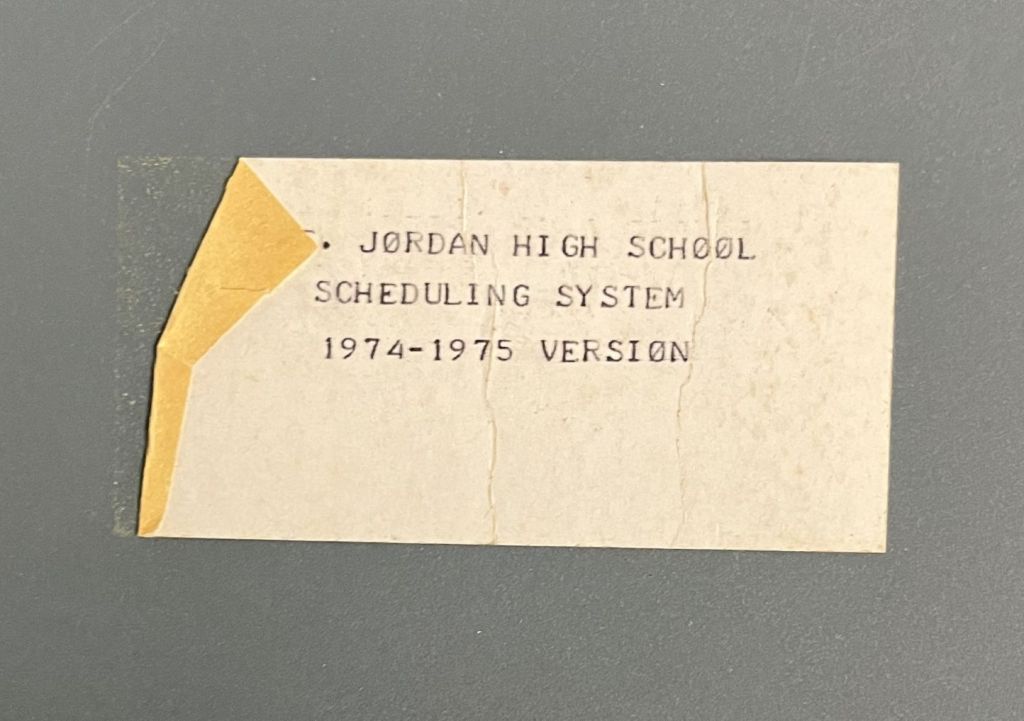 . JØRDAN HIGH SCHØØL
SCHEDULING SYSTEM
1974-1975 VERSIØN